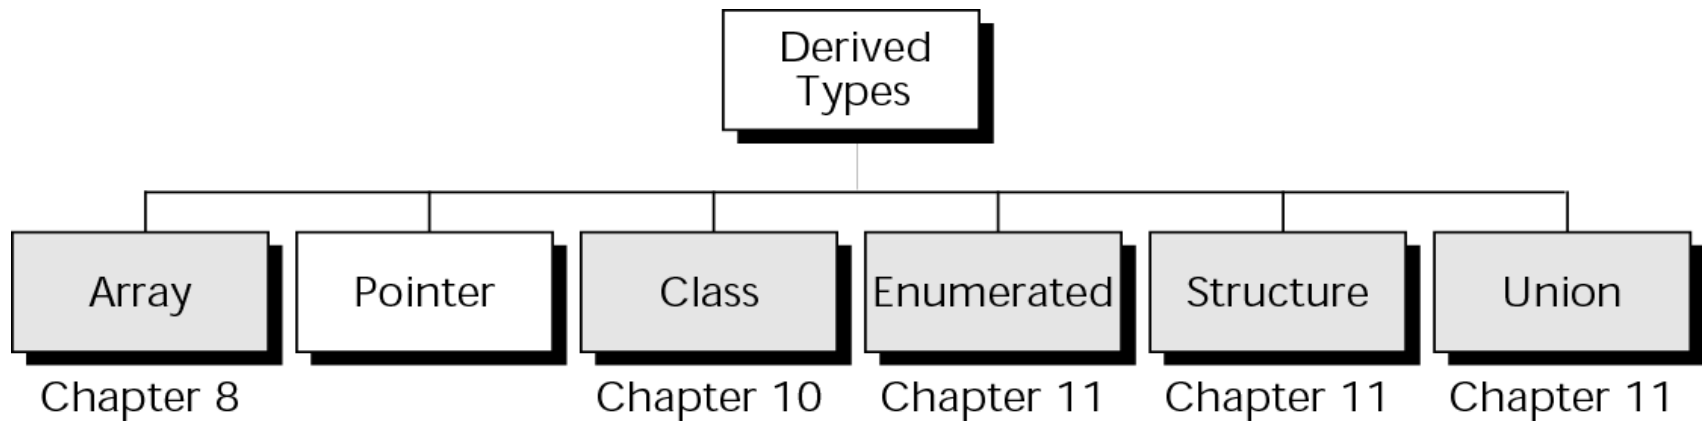 Derived
Types
Array
Pointer
Class
Enumerated
Structure
Union
Chapter 8
Chapter 10
Chapter 11
Chapter 11
Chapter 11